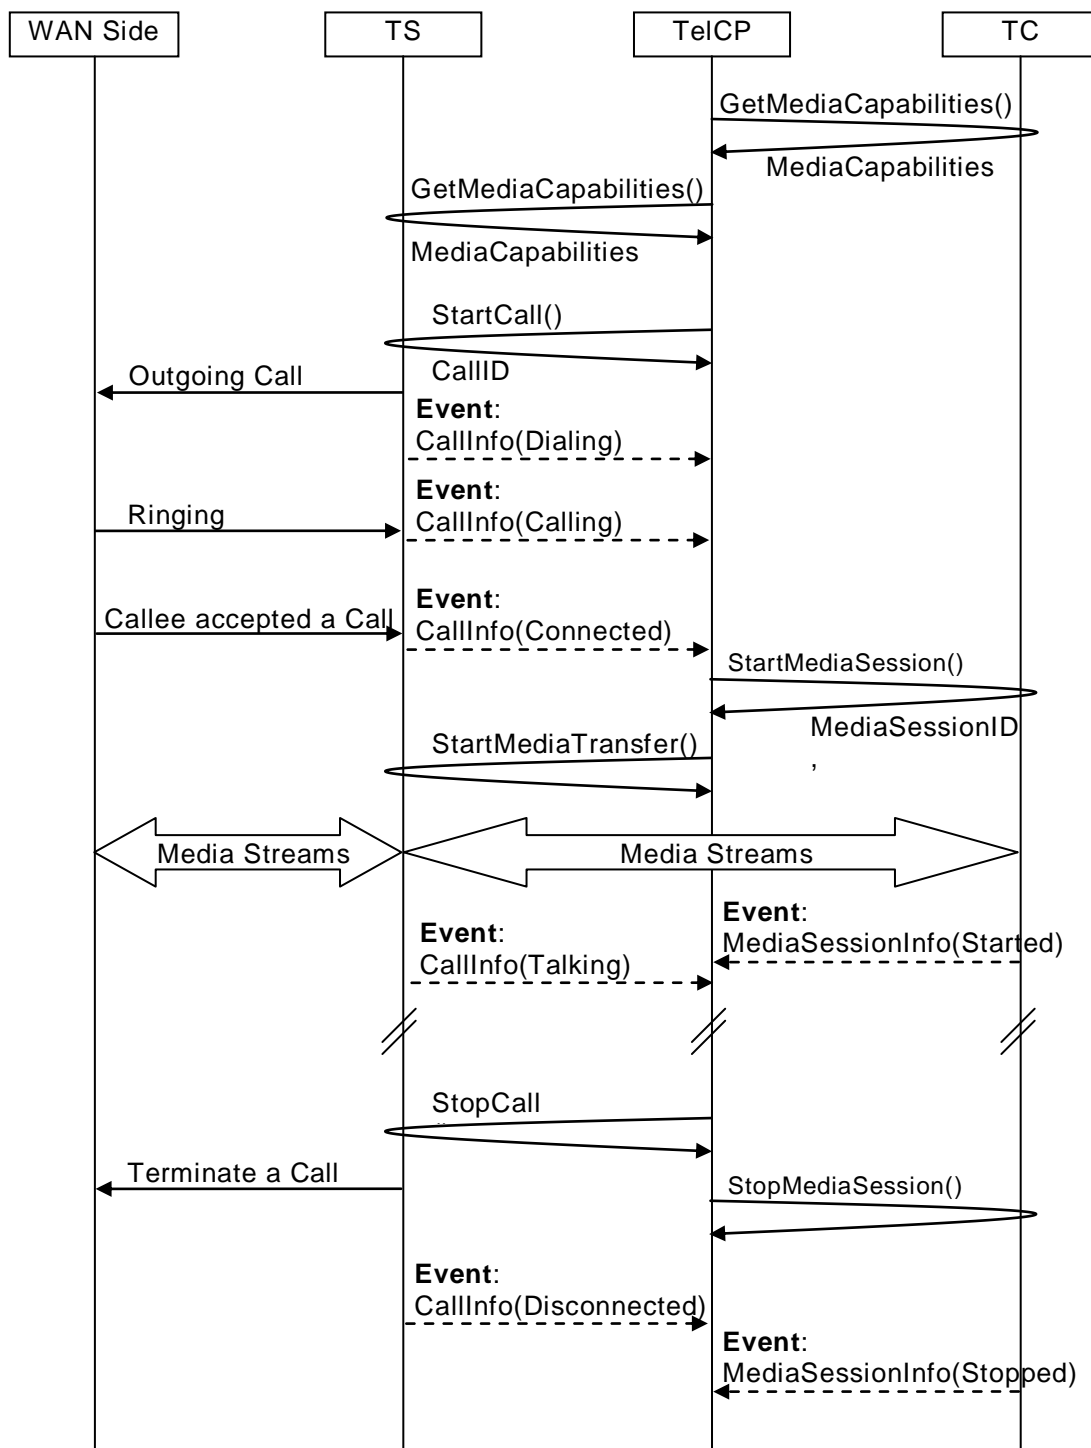 WAN Side
TS
TelCP
TC
GetMediaCapabilities()
MediaCapabilities
GetMediaCapabilities()
MediaCapabilities
StartCall()
CallID
Outgoing Call
Event:
CallInfo(Dialing)
Event:
CallInfo(Calling)
Ringing
Event:
CallInfo(Connected)
Callee accepted a Call
StartMediaSession()
MediaSessionID
,
StartMediaTransfer()
Media Streams
Media Streams
Event:
MediaSessionInfo(Started)
Event:
CallInfo(Talking)
StopCall
Terminate a Call
StopMediaSession()
Event:
CallInfo(Disconnected)
Event:
MediaSessionInfo(Stopped)